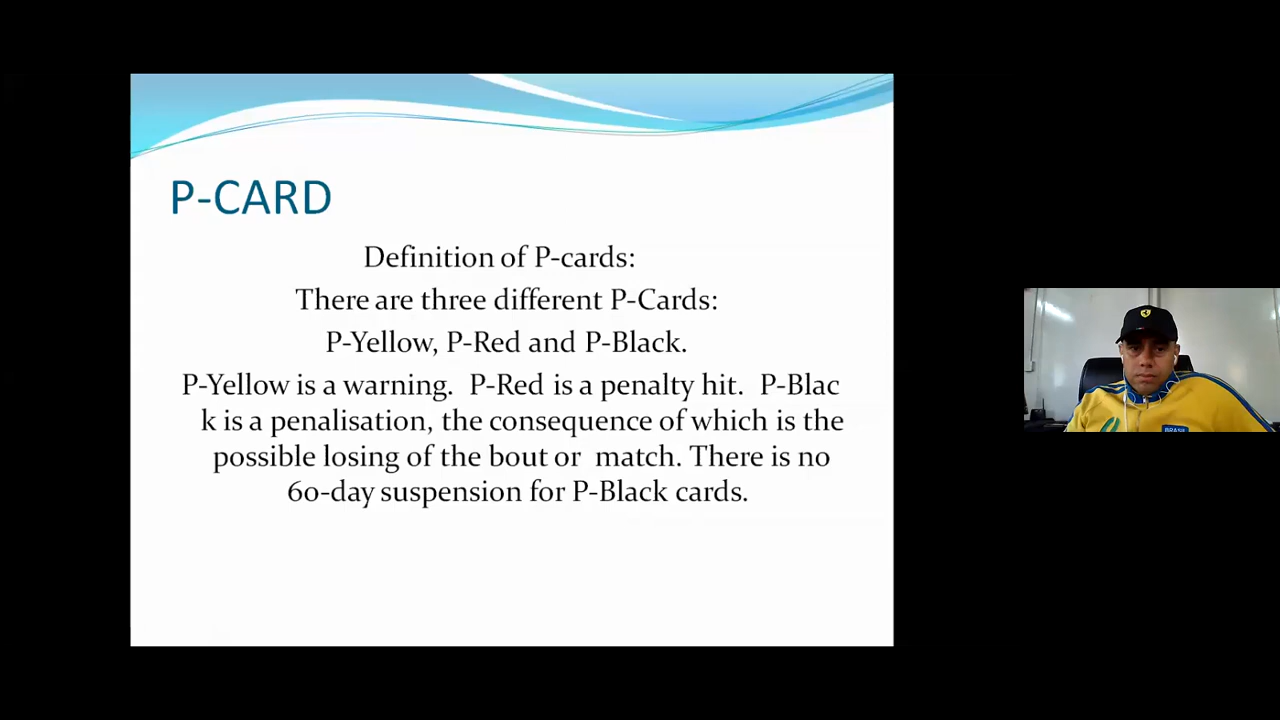 P-CARD
Definition of P-cards:
There are three different P-Cards:
P-Yellow, P-Red and P-Black.
P-Yellow is a warning.  P-Red is a penalty hit.  P-Blac
k is a penalisation, the consequence of which is the
possible losing of the bout or  match. There is no
60-day suspension for P-Black cards.
BRASIL